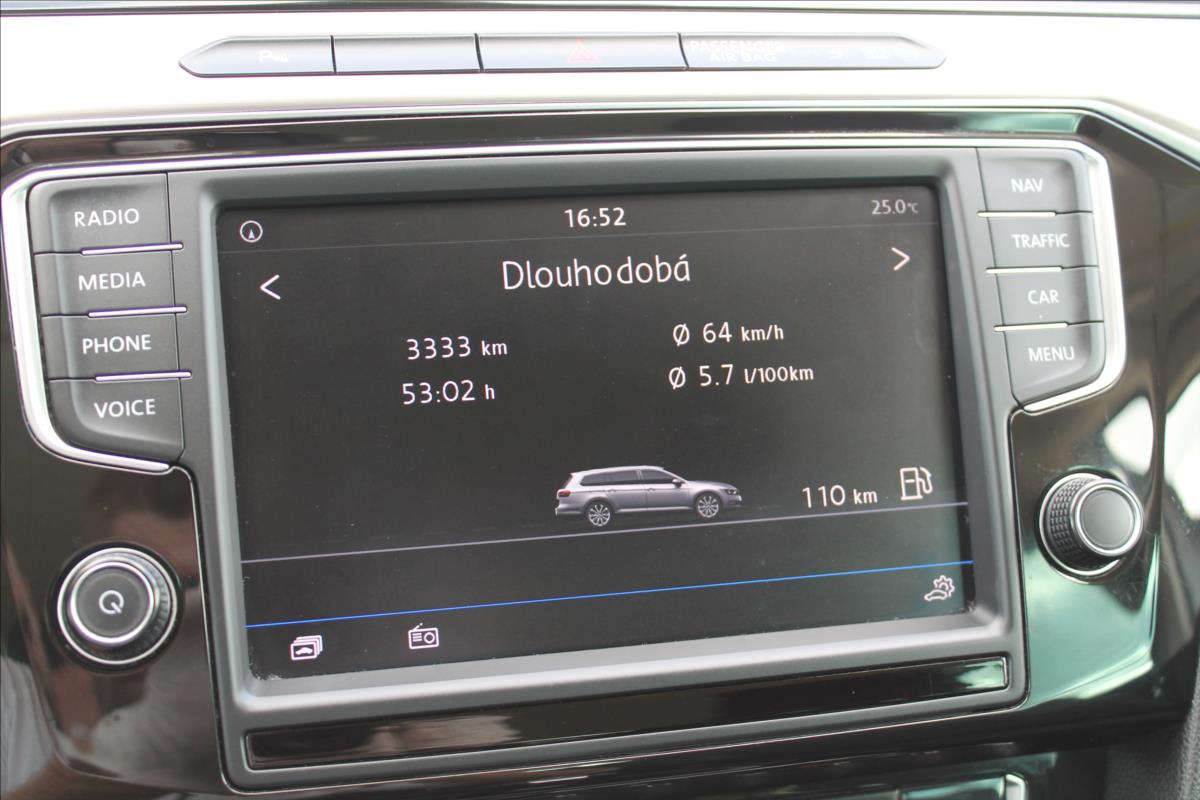 P
PASSENGER
AIR BAG
RADIO
MEDIA
PHONE
VOICE
16:52
25.0°C
<
Dlouhodobá
>
3333 km
53:02 h
Ø 64 km/h
Ø 5.7 l/100km
110 km
NAV
TRAFFIC
CAR
MENU